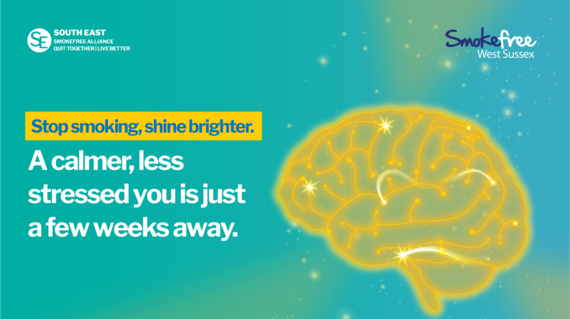 SE
SOUTH EAST
SMOKEFREE ALLIANCE
QUIT TOGETHER | LIVE BETTER
Smokefree
West Sussex
Stop smoking, shine brighter.
A calmer, less
stressed you is just
a few weeks away.